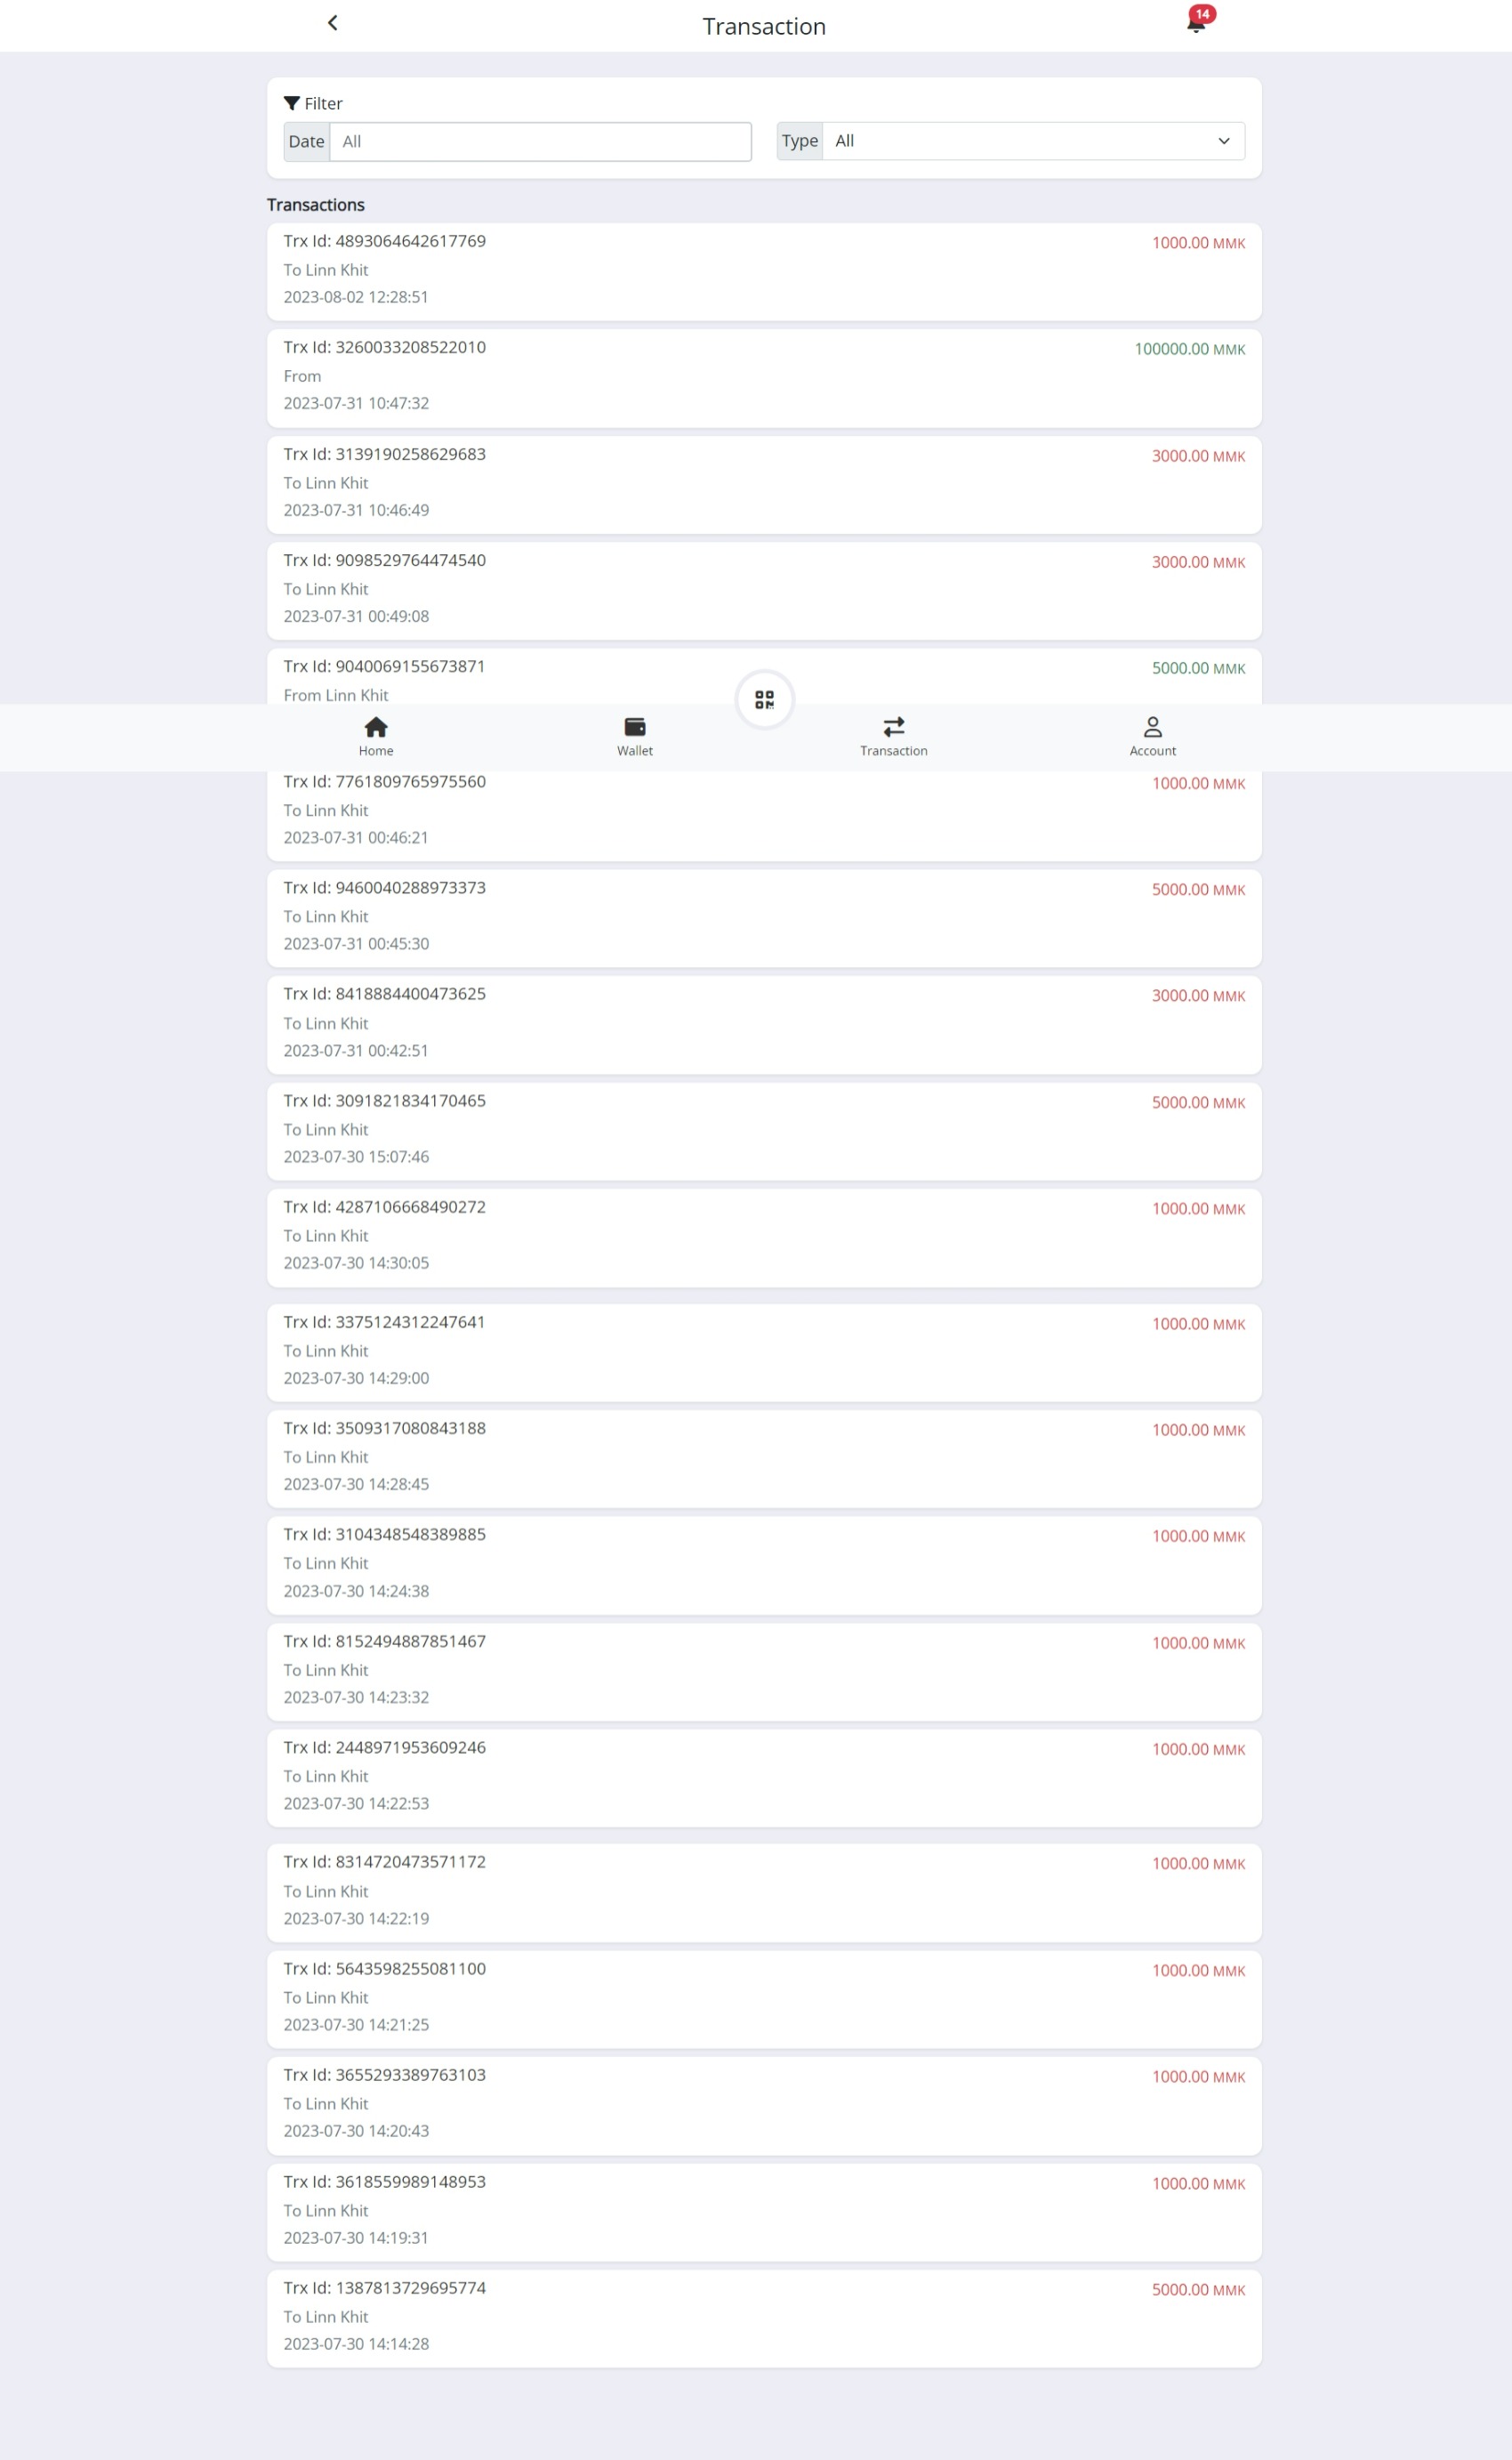 Transaction
14
Filter
Date All
Type All
Transactions
Trx Id: 4893064642617769
1000.00 MMK
To Linn Khit
2023-08-02 12:28:51
Trx Id: 3260033208522010
100000.00 MMK
From
2023-07-31 10:47:32
Trx Id: 3139190258629683
3000.00 MMK
To Linn Khit
2023-07-31 10:46:49
Trx Id: 9098529764474540
3000.00 MMK
To Linn Khit
2023-07-31 00:49:08
Trx Id: 9040069155673871
5000.00 MMK
From Linn Khit
Home
Wallet
Transaction
Account
Trx Id: 7761809765975560
1000.00 MMK
To Linn Khit
2023-07-31 00:46:21
Trx Id: 9460040288973373
5000.00 MMK
To Linn Khit
2023-07-31 00:45:30
Trx Id: 8418884400473625
3000.00 MMK
To Linn Khit
2023-07-31 00:42:51
Trx Id: 3091821834170465
5000.00 MMK
To Linn Khit
2023-07-30 15:07:46
Trx Id: 4287106668490272
1000.00 MMK
To Linn Khit
2023-07-30 14:30:05
Trx Id: 3375124312247641
1000.00 MMK
To Linn Khit
2023-07-30 14:29:00
Trx Id: 3509317080843188
1000.00 MMK
To Linn Khit
2023-07-30 14:28:45
Trx Id: 3104348548389885
1000.00 MMK
To Linn Khit
2023-07-30 14:24:38
Trx Id: 8152494887851467
1000.00 MMK
To Linn Khit
2023-07-30 14:23:32
Trx Id: 2448971953609246
1000.00 MMK
To Linn Khit
2023-07-30 14:22:53
Trx Id: 8314720473571172
1000.00 MMK
To Linn Khit
2023-07-30 14:22:19
Trx Id: 5643598255081100
1000.00 MMK
To Linn Khit
2023-07-30 14:21:25
Trx Id: 3655293389763103
1000.00 MMK
To Linn Khit
2023-07-30 14:20:43
Trx Id: 3618559989148953
1000.00 MMK
To Linn Khit
2023-07-30 14:19:31
Trx Id: 1387813729695774
5000.00 MMK
To Linn Khit
2023-07-30 14:14:28